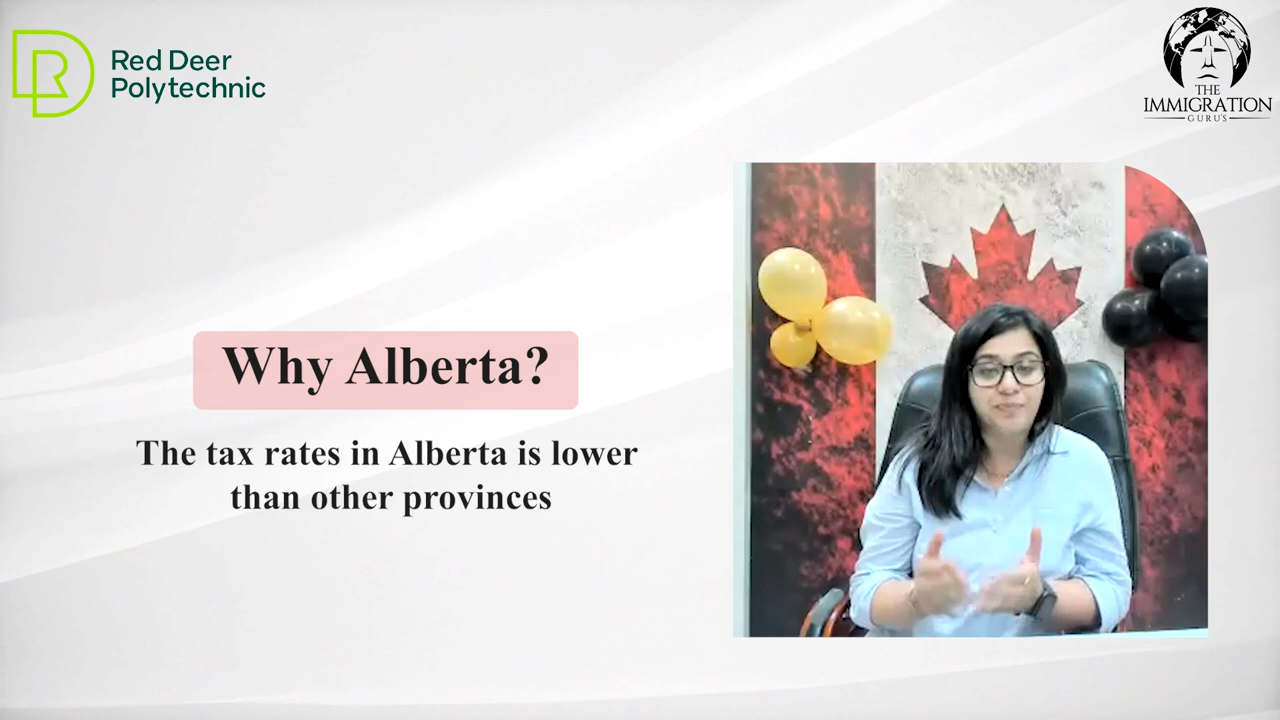 Red Deer
Polytechnic
THE
IMMIGRATION
GURU'S
Why Alberta?
The tax rates in Alberta is lower
than other provinces